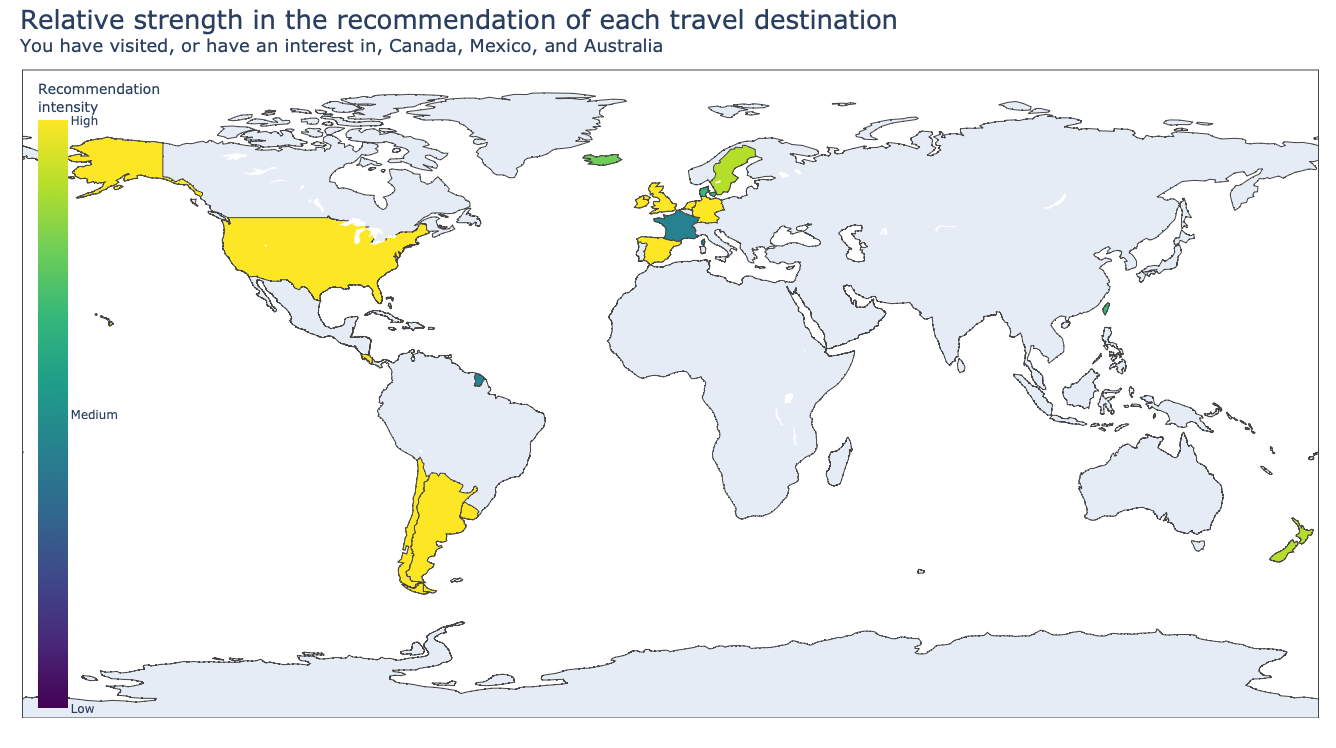 Relative strength in the recommendation of each travel destination
You have visited, or have an interest in, Canada, Mexico, and Australia
Recommendation
intensity
High
Medium
Low